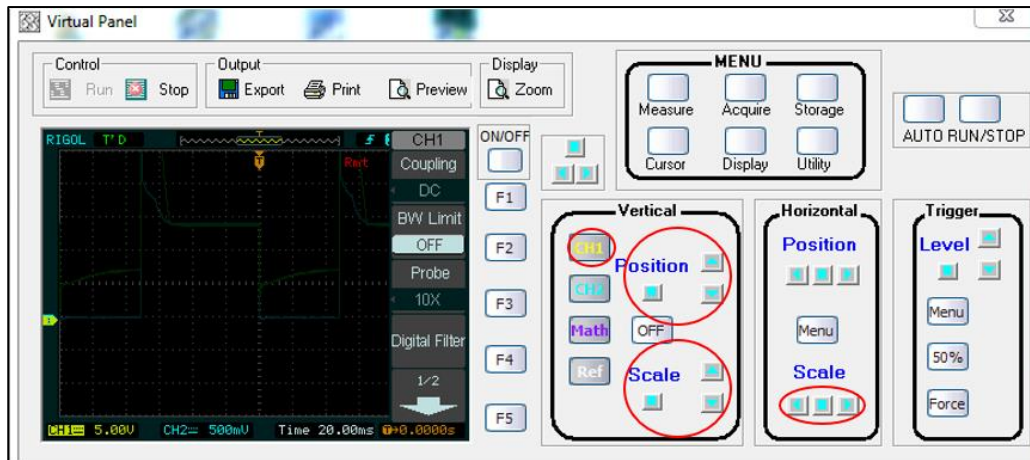 Virtual Panel
Control
Run Stop
Output
Export Print Preview
Display
Zoom
MENU
Measure Acquire Storage
Cursor Display Utility
AUTO RUN/STOP
RIGOL T'D
T
T
Rmt
CH1
Coupling
DC
BW Limit
OFF
Probe
10X
Digital Filter
1/2
CH1 5.00V CH2 500mV Time 20.00ms 0.0000s
ON/OFF
F1
F2
F3
F4
F5
Vertical
CH1
Position
CH2
Math OFF
Ref Scale
Horizontal
Position
Menu
Scale
Trigger
Level
Menu
50%
Force